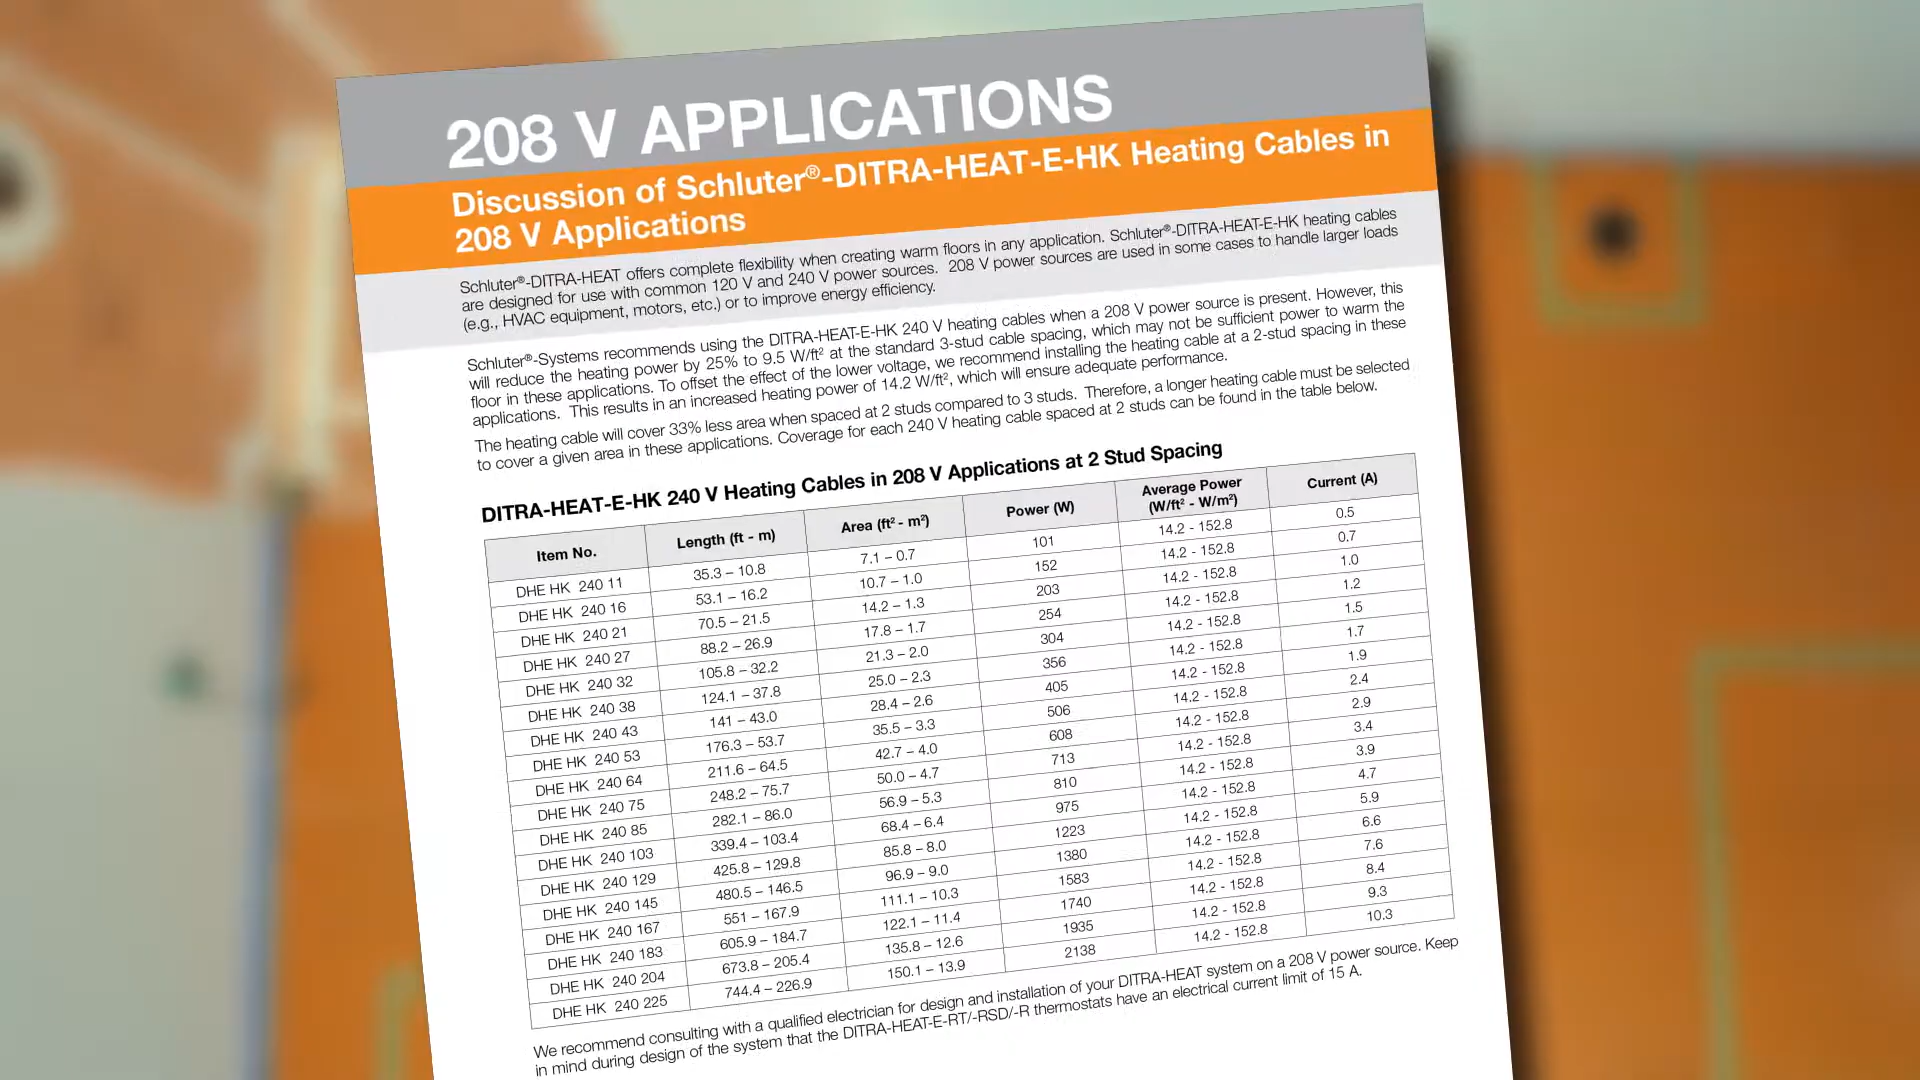 208 V APPLICATIONS
Discussion of Schluter®-DITRA-HEAT-E-HK Heating Cables in
208 V Applications
Schluter®-DITRA-HEAT offers complete flexibility when creating warm floors in any application. Schluter®-DITRA-HEAT-E-HK heating cables
are designed for use with common 120 V and 240 V power sources. 208 V power sources are used in some cases to handle larger loads
(e.g., HVAC equipment, motors, etc.) or to improve energy efficiency.
Schluter®-Systems recommends using the DITRA-HEAT-E-HK 240 V heating cables when a 208 V power source is present. However, this
will reduce the heating power by 25% to 9.5 W/ft² at the standard 3-stud cable spacing, which may not be sufficient power to warm the
floor in these applications. To offset the effect of the lower voltage, we recommend installing the heating cable at a 2-stud spacing in these
applications. This results in an increased heating power of 14.2 W/ft², which will ensure adequate performance.
The heating cable will cover 33% less area when spaced at 2 studs compared to 3 studs. Therefore, a longer heating cable must be selected
to cover a given area in these applications. Coverage for each 240 V heating cable spaced at 2 studs can be found in the table below.
DITRA-HEAT-E-HK 240 V Heating Cables in 208 V Applications at 2 Stud Spacing
Item No. Length (ft - m) Area (ft² - m²) Power (W) Average Power (W/ft² - W/m²) Current (A)
DHE HK 240 11 35.3 – 10.8 7.1 – 0.7 101 14.2 - 152.8 0.5
DHE HK 240 16 53.1 – 16.2 10.7 – 1.0 152 14.2 - 152.8 0.7
DHE HK 240 21 70.5 – 21.5 14.2 – 1.3 203 14.2 - 152.8 1.0
DHE HK 240 27 88.2 – 26.9 17.8 – 1.7 254 14.2 - 152.8 1.2
DHE HK 240 32 105.8 – 32.2 21.3 – 2.0 304 14.2 - 152.8 1.5
DHE HK 240 38 124.1 – 37.8 25.0 – 2.3 356 14.2 - 152.8 1.7
DHE HK 240 43 141 – 43.0 28.4 – 2.6 405 14.2 - 152.8 1.9
DHE HK 240 53 176.3 – 53.7 35.5 – 3.3 506 14.2 - 152.8 2.4
DHE HK 240 64 211.6 – 64.5 42.7 – 4.0 608 14.2 - 152.8 2.9
DHE HK 240 75 248.2 – 75.7 50.0 – 4.7 713 14.2 - 152.8 3.4
DHE HK 240 85 282.1 – 86.0 56.9 – 5.3 810 14.2 - 152.8 3.9
DHE HK 240 103 339.4 – 103.4 68.4 – 6.4 975 14.2 - 152.8 4.7
DHE HK 240 129 425.8 – 129.8 85.8 – 8.0 1223 14.2 - 152.8 5.9
DHE HK 240 145 480.5 – 146.5 96.9 – 9.0 1380 14.2 - 152.8 6.6
DHE HK 240 167 551 – 167.9 111.1 – 10.3 1583 14.2 - 152.8 7.6
DHE HK 240 183 605.9 – 184.7 122.1 – 11.4 1740 14.2 - 152.8 8.4
DHE HK 240 204 673.8 – 205.4 135.8 – 12.6 1935 14.2 - 152.8 9.3
DHE HK 240 225 744.4 – 226.9 150.1 – 13.9 2138 14.2 - 152.8 10.3
We recommend consulting with a qualified electrician for design and installation of your DITRA-HEAT system on a 208 V power source. Keep
in mind during design of the system that the DITRA-HEAT-E-RT/-RSD/-R thermostats have an electrical current limit of 15 A.